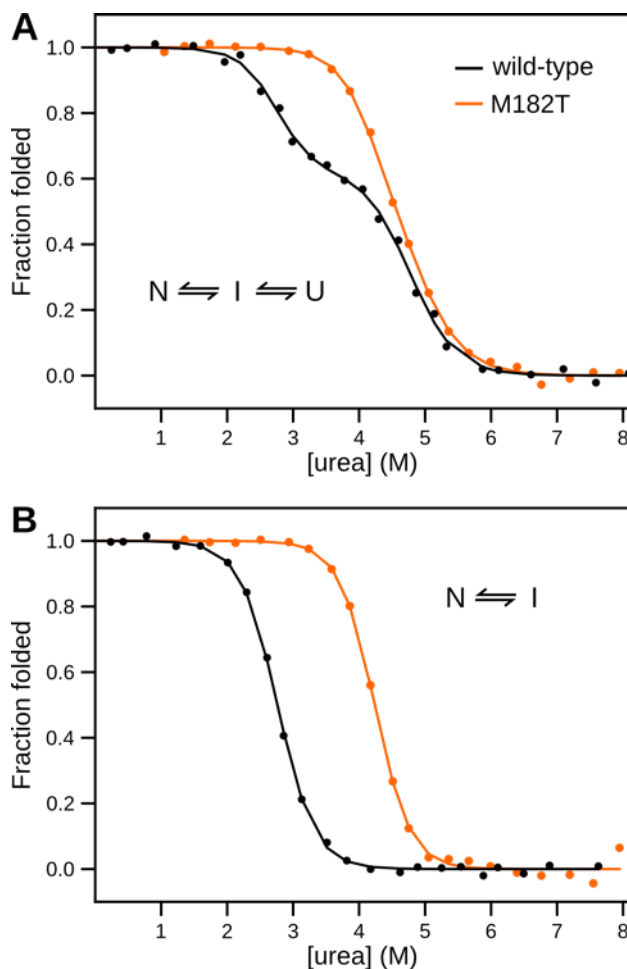 A
1.0
0.8
0.6
0.4
0.2
0.0
Fraction folded
wild-type
M182T
N ⇌ I ⇌ U
1 2 3 4 5 6 7 8
[urea] (M)
B
1.0
0.8
0.6
0.4
0.2
0.0
Fraction folded
N ⇌ I
1 2 3 4 5 6 7 8
[urea] (M)